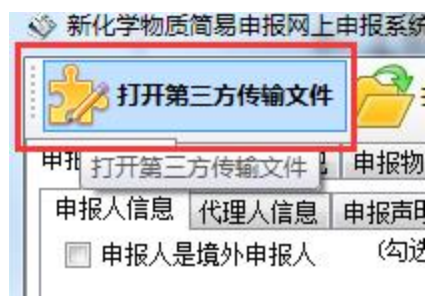 新化学物质简易申报网上申报系统
打开第三方传输文件
申报物
打开第三方传输文件
申报人信息 代理人信息 申报声明
申报人是境外申报人 (勾选